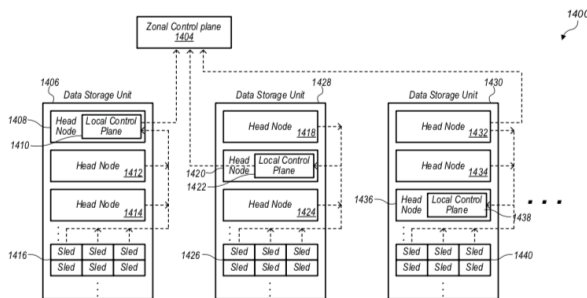 1400
Zonal Control plane
1404
1406
Data Storage Unit
1408
Head
Node
Local Control
Plane
1410
Head Node
1412
Head Node
1414
1416
Sled Sled Sled
Sled Sled Sled
1428
Data Storage Unit
Head Node
1418
1420
Head
Node
Local Control
Plane
1422
Head Node
1424
1426
Sled Sled Sled
Sled Sled Sled
1430
Data Storage Unit
Head Node
1432
Head Node
1434
1436
Head
Node
Local Control
Plane
1438
1440
Sled Sled Sled
Sled Sled Sled